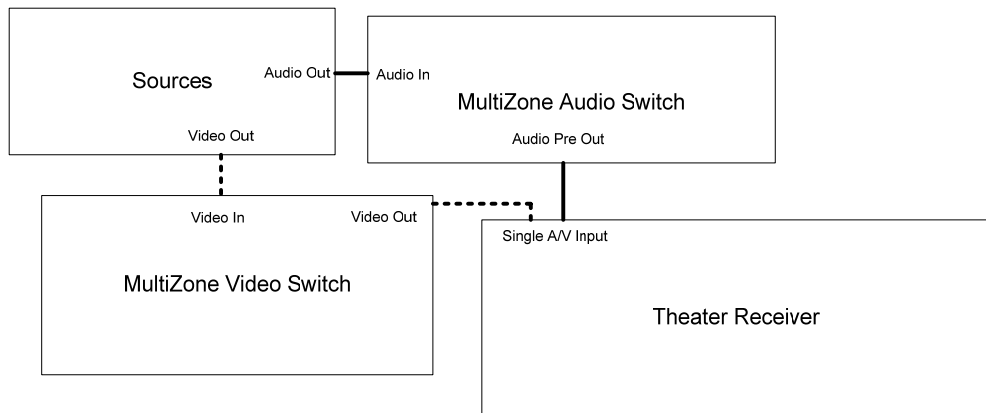 Sources
Audio Out
Video Out
Audio In
MultiZone Audio Switch
Audio Pre Out
Video In
Video Out
MultiZone Video Switch
Single A/V Input
Theater Receiver